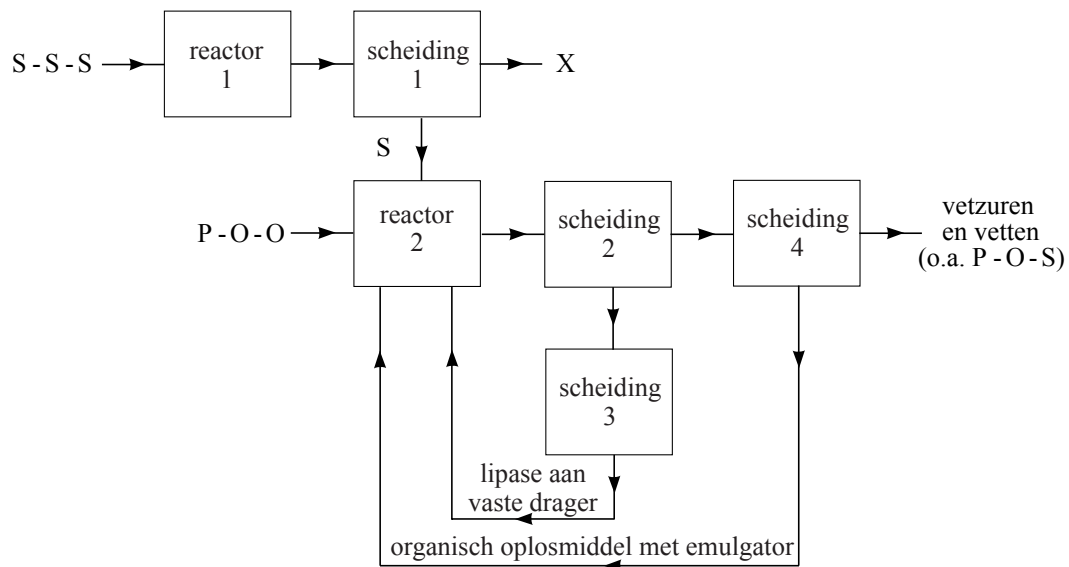 S-S-S
reactor
1
scheiding
1
X
S
P-O-O
reactor
2
scheiding
2
scheiding
4
vetzuren
en vetten
(o.a. P-O-S)
scheiding
3
lipase aan
vaste drager
organisch oplosmiddel met emulgator